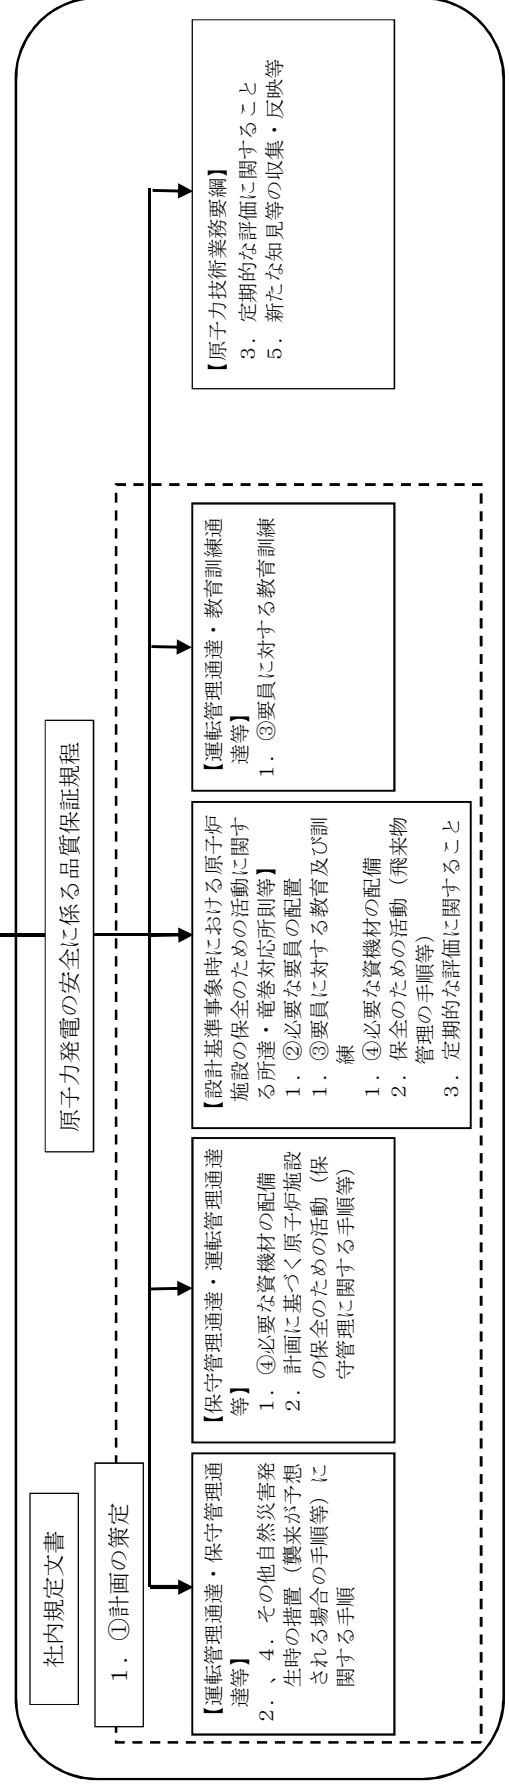 社内規定文書
原子力発電の安全に係る品質保証規程
1．①計画の策定
【運転管理通達・保守管理通
達等】
2．、4．その他自然災害発
生時の措置（襲来が予想
される場合の手順等）に
関する手順
【保守管理通達・運転管理通達
等】
1．④必要な資機材の配備
2．計画に基づく原子炉施設
の保全のための活動（保
守管理に関する手順等）
【設計基準事象時における原子炉
施設の保全のための活動に関す
る所達・竜巻対応所則等】
1．②必要な要員の配置
1．③要員に対する教育及び訓
練
1．④必要な資機材の配備
2．保全のための活動（飛来物
管理の手順等）
3．定期的な評価に関すること
【運転管理通達・教育訓練通
達等】
1．③要員に対する教育訓練
【原子力技術業務要綱】
3．定期的な評価に関すること
5．新たな知見等の収集・反映等